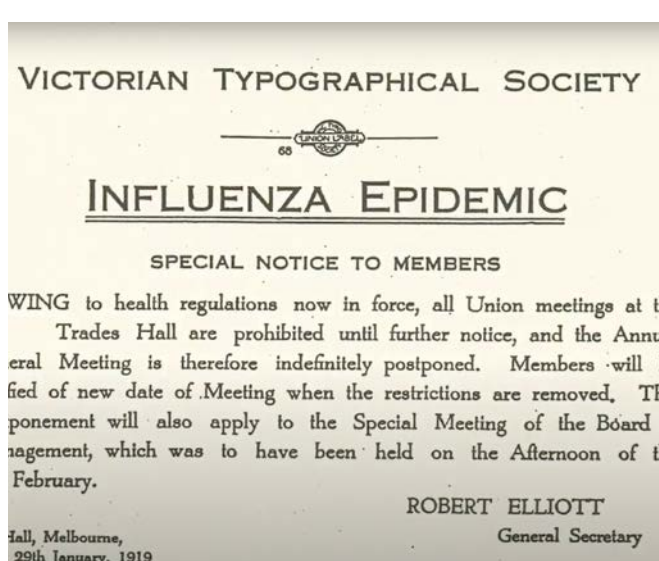 VICTORIAN TYPOGRAPHICAL SOCIETY
UNION LABEL
68
INFLUENZA EPIDEMIC
SPECIAL NOTICE TO MEMBERS
WING to health regulations now in force, all Union meetings at t
Trades Hall are prohibited until further notice, and the Annu
eral Meeting is therefore indefinitely postponed. Members will
fied of new date of Meeting when the restrictions are removed. Th
ponement will also apply to the Special Meeting of the Board
nagement, which was to have been held on the Afternoon of t
February.
ROBERT ELLIOTT
Hall, Melbourne,
General Secretary
29th January, 1919